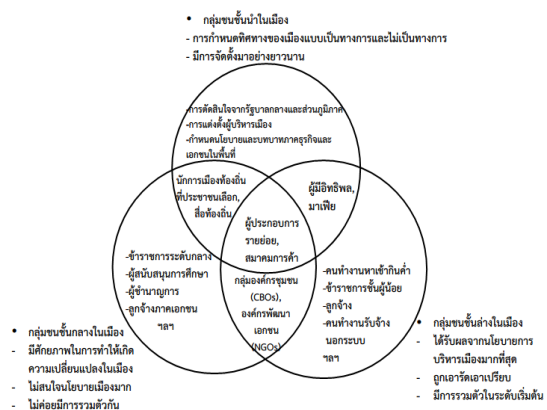 • กลุ่มชนชั้นนำในเมือง
- การกำหนดทิศทางของเมืองแบบเป็นทางการและไม่เป็นทางการ
- มีการจัดตั้งมาอย่างยาวนาน
-การตัดสินใจจากรัฐบาลกลางและส่วนภูมิภาค
-การแต่งตั้งผู้บริหารเมือง
-กำหนดนโยบายและบทบาทภาคธุรกิจและ
เอกชนในพื้นที่
นักการเมืองท้องถิ่น
ที่ประชาชนเลือก,
สื่อท้องถิ่น
ผู้มีอิทธิพล,
มาเฟีย
ผู้ประกอบการ
รายย่อย,
สมาคมการค้า
-ข้าราชการระดับกลาง
-ผู้สนับสนุนการศึกษา
-ผู้ชำนาญการ
-ลูกจ้างภาคเอกชน
ฯลฯ
กลุ่มองค์กรชุมชน
(CBOs),
องค์กรพัฒนา
เอกชน
(NGOs)
-คนทำงานหาเช้ากินค่ำ
-ข้าราชการชั้นผู้น้อย
-ลูกจ้าง
-คนทำงานรับจ้าง
นอกระบบ
ฯลฯ
• กลุ่มชนชั้นกลางในเมือง
- มีศักยภาพในการทำให้เกิด
ความเปลี่ยนแปลงในเมือง
- ไม่สนใจนโยบายเมืองมาก
- ไม่ค่อยมีการรวมตัวกัน
• กลุ่มชนชั้นล่างในเมือง
- ได้รับผลจากนโยบายการ
บริหารเมืองมากที่สุด
- ถูกเอารัดเอาเปรียบ
- มีการรวมตัวในระดับเริ่มต้น